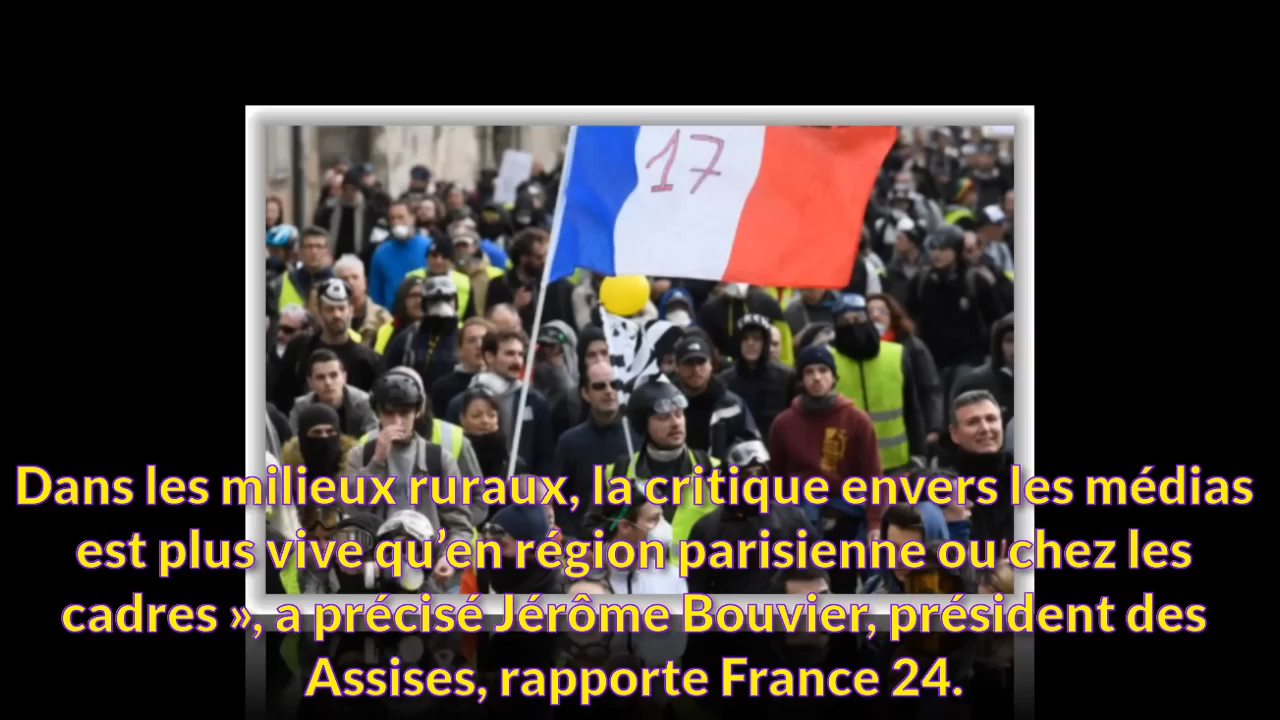 17
Dans les milieux ruraux, la critique envers les médias
est plus vive qu’en région parisienne ou chez les
cadres », a précisé Jérôme Bouvier, président des
Assises, rapporte France 24.